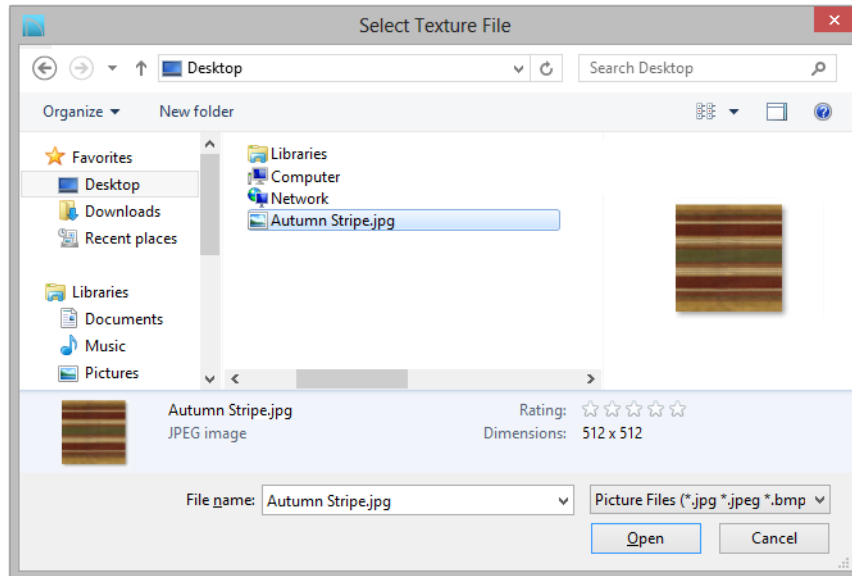 Select Texture File
Desktop
Search Desktop
Organize
New folder
Favorites
Desktop
Downloads
Recent places
Libraries
Documents
Music
Pictures
Libraries
Computer
Network
Autumn Stripe.jpg
Autumn Stripe.jpg
JPEG image
Rating:
Dimensions: 512 x 512
File name: Autumn Stripe.jpg
Picture Files (*.jpg *.jpeg *.bmp
Open
Cancel